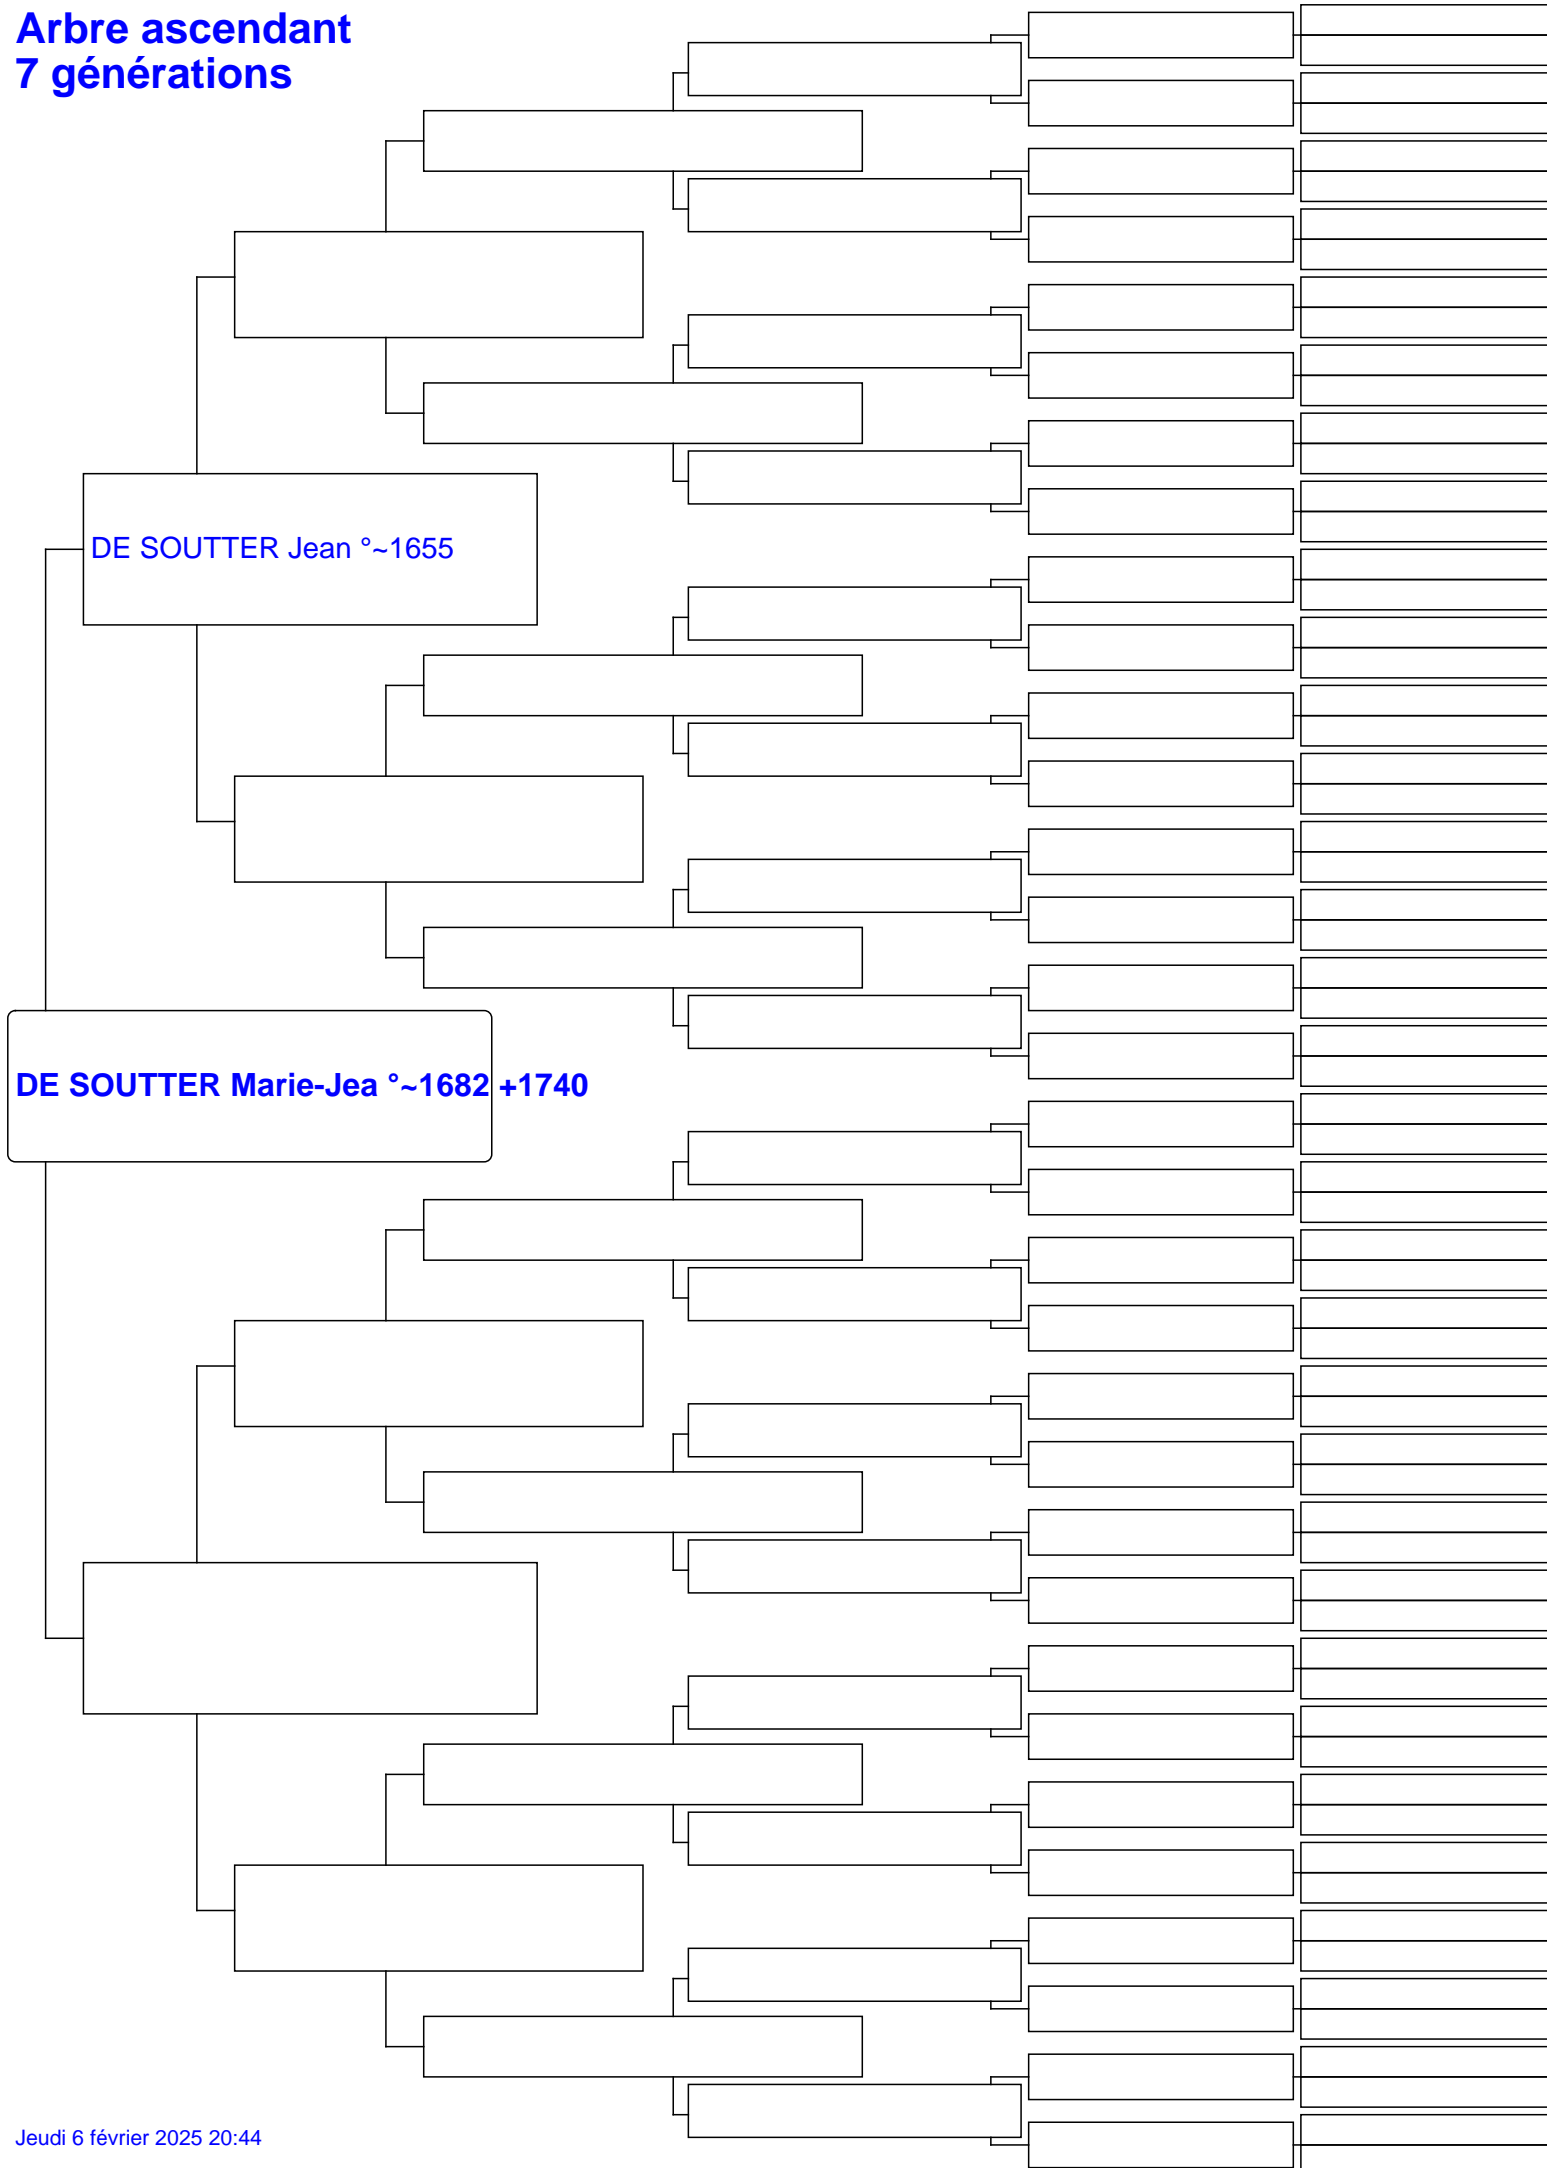 Arbre ascendant
7 générations
DE SOUTTER Jean °~1655
DE SOUTTER Marie-Jea °~1682 +1740
Jeudi 6 février 2025 20:44